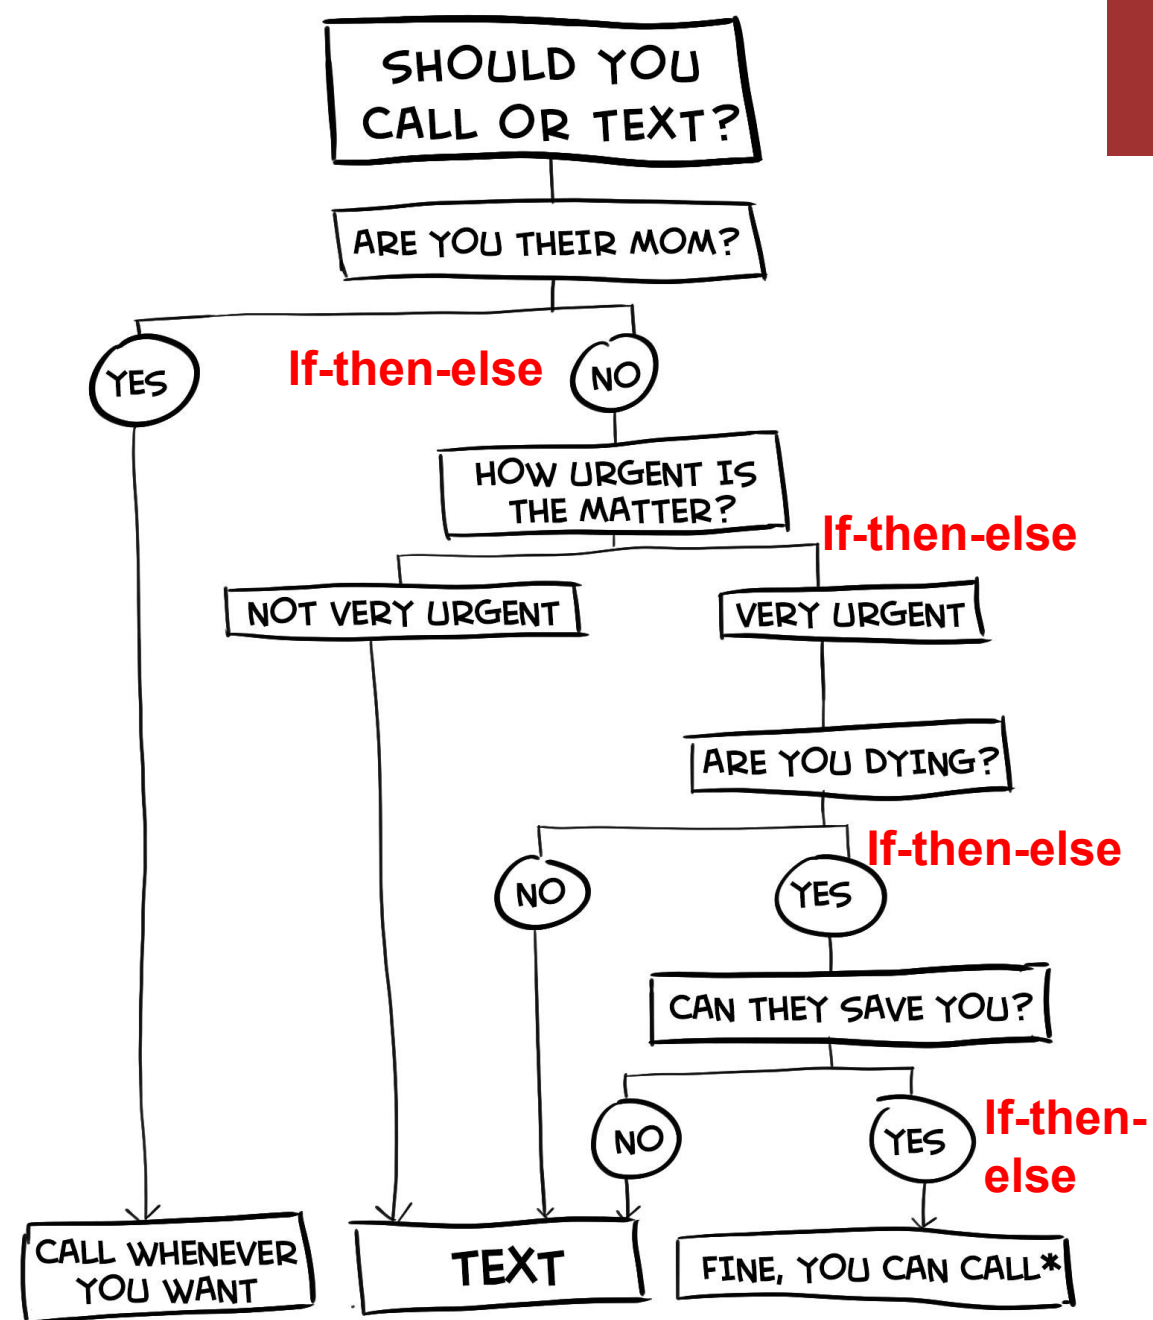 SHOULD YOU
CALL OR TEXT?
ARE YOU THEIR MOM?
YES
If-then-else
NO
HOW URGENT IS
THE MATTER?
If-then-else
NOT VERY URGENT
VERY URGENT
ARE YOU DYING?
If-then-else
NO
YES
CAN THEY SAVE YOU?
NO
YES
If-then-
else
CALL WHENEVER
YOU WANT
TEXT
FINE, YOU CAN CALL*